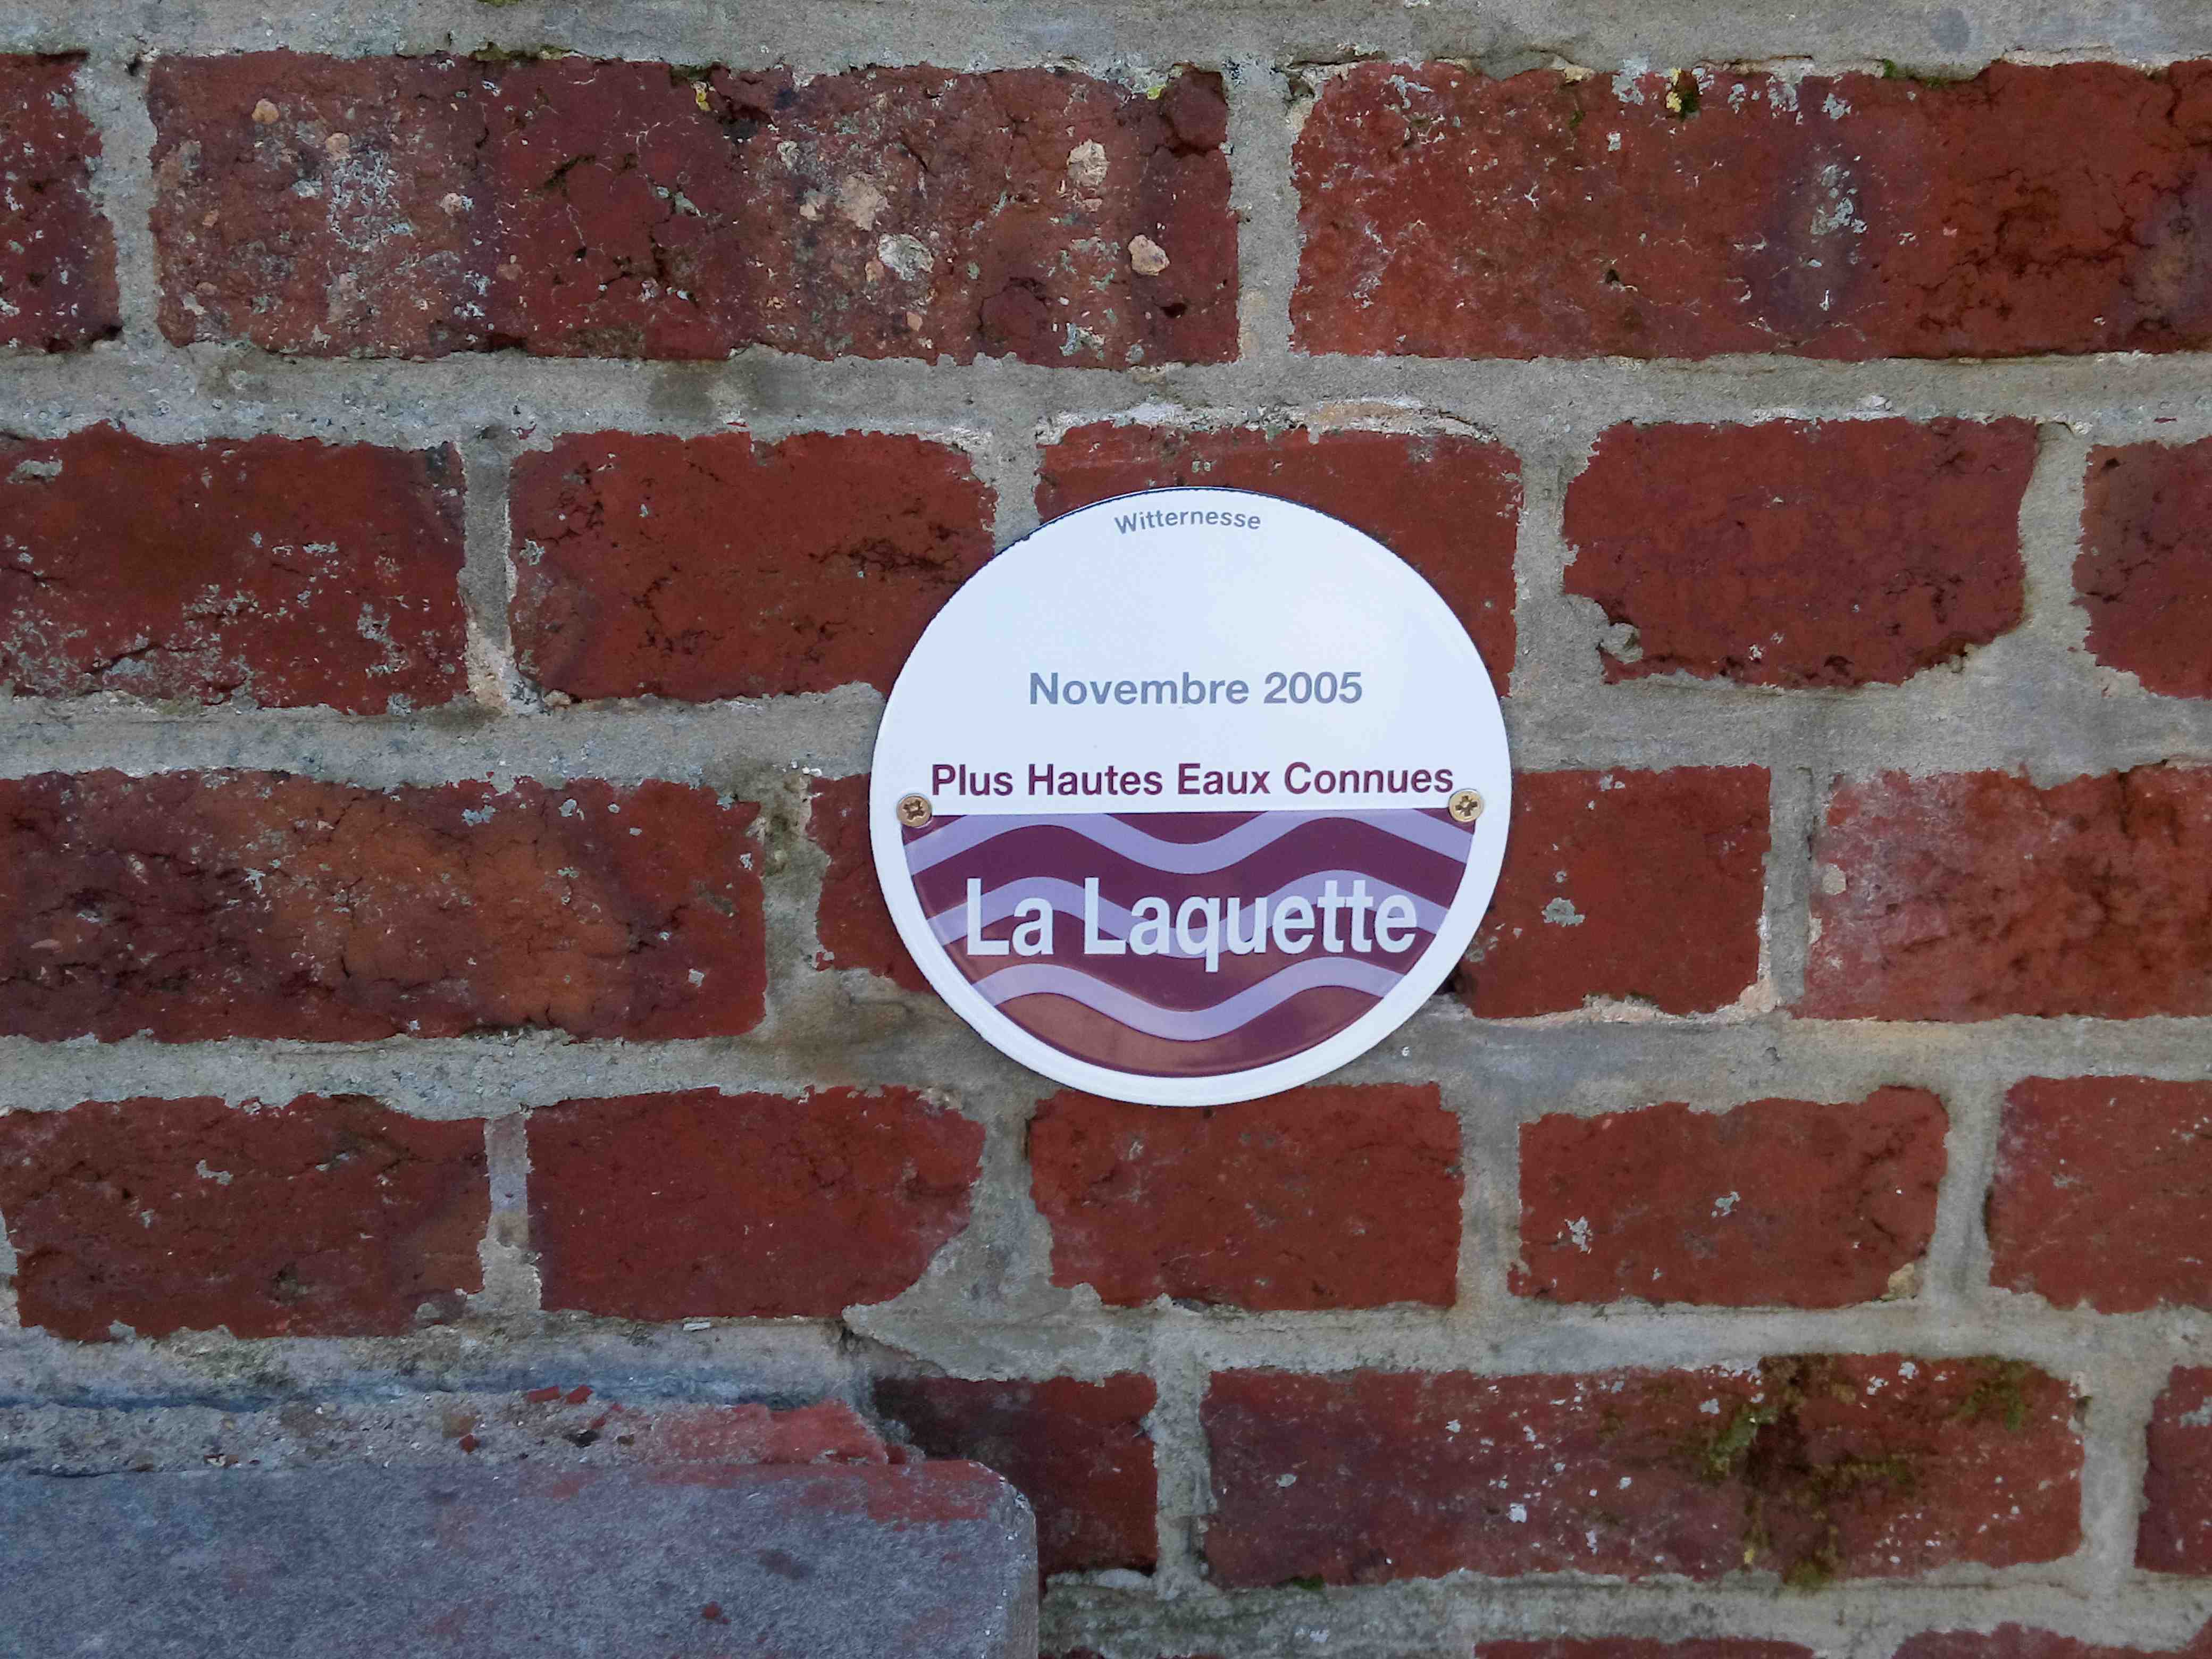 Witternesse
Novembre 2005
Plus Hautes Eaux Connues
La Laquette